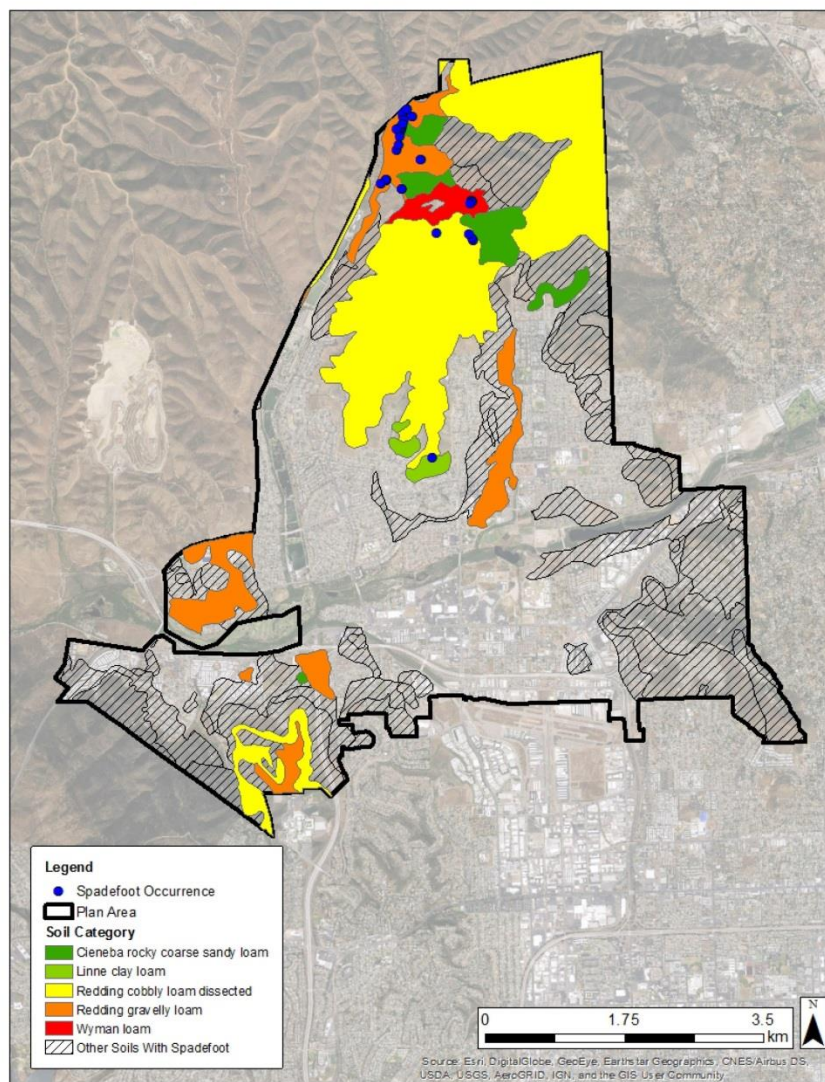 Legend
Spadefoot Occurrence
Plan Area
Soil Category
Cieneba rocky coarse sandy loam
Linne clay loam
Redding cobbly loam dissected
Redding gravelly loam
Wyman loam
Other Soils With Spadefoot
0 1.75 3.5
km
N
Source: Esri, DigitalGlobe, GeoEye, Earthstar Geographics, CNES/Airbus DS,
USDA, USGS, AeroGRID, IGN, and the GIS User Community